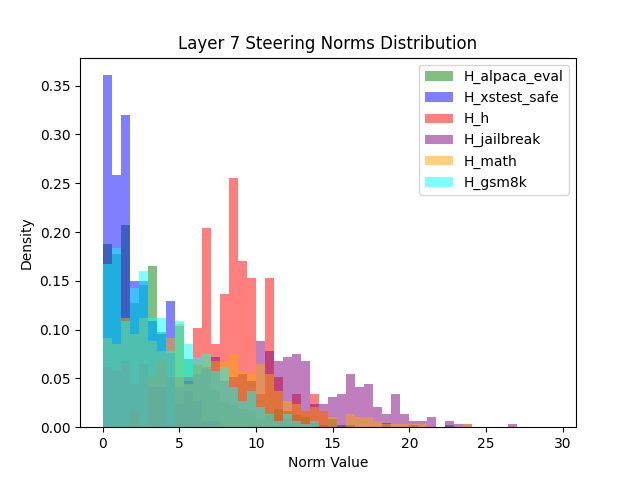 Layer 7 Steering Norms Distribution
H_alpaca_eval
H_xstest_safe
H_h
H_jailbreak
H_math
H_gsm8k
Density
0.35
0.30
0.25
0.20
0.15
0.10
0.05
0.00
0 5 10 15 20 25 30
Norm Value